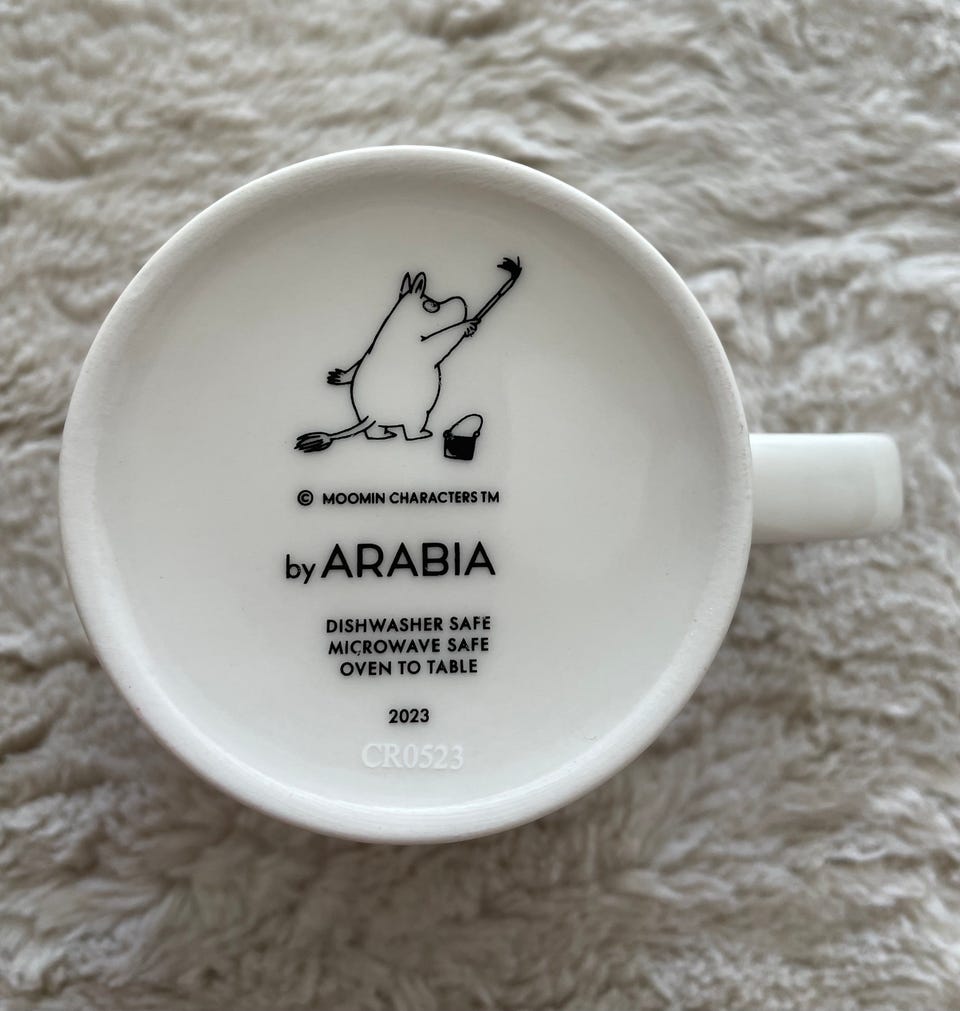 © MOOMIN CHARACTERS TM
by ARABIA
DISHWASHER SAFE
MICROWAVE SAFE
OVEN TO TABLE
2023
CR0523